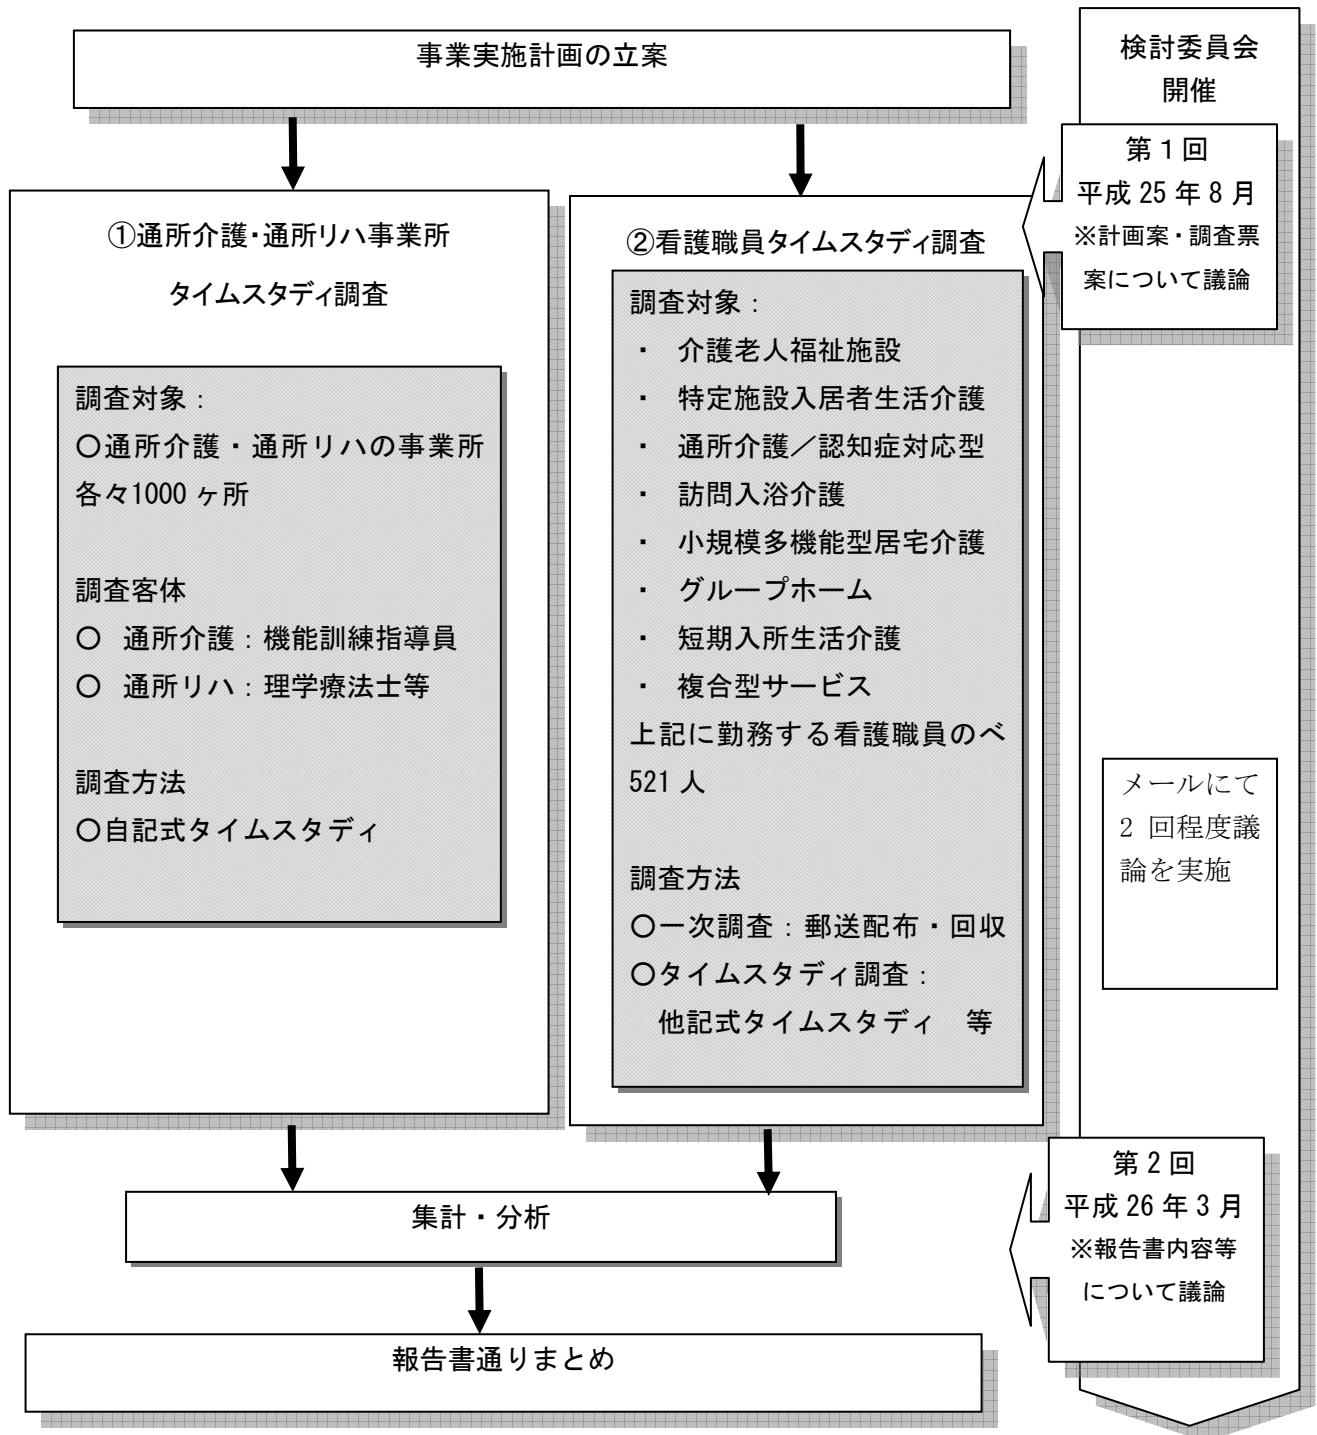 事業実施計画の立案
検討委員会
開催
第1回
平成25年8月
※計画案・調査票
案について議論
①通所介護・通所リハ事業所
タイムスタディ調査
調査対象:
〇通所介護・通所リハの事業所
各々1000ヶ所
調査客体
〇 通所介護:機能訓練指導員
〇 通所リハ:理学療法士等
調査方法
〇自記式タイムスタディ
②看護職員タイムスタディ調査
調査対象:
・ 介護老人福祉施設
・ 特定施設入居者生活介護
・ 通所介護/認知症対応型
・ 訪問入浴介護
・ 小規模多機能型居宅介護
・ グループホーム
・ 短期入所生活介護
・ 複合型サービス
上記に勤務する看護職員のべ
521人
調査方法
〇一次調査:郵送配布・回収
〇タイムスタディ調査:
他記式タイムスタディ 等
メールにて
2 回程度議
論を実施
集計・分析
第2回
平成26年3月
※報告書内容等
について議論
報告書通りまとめ